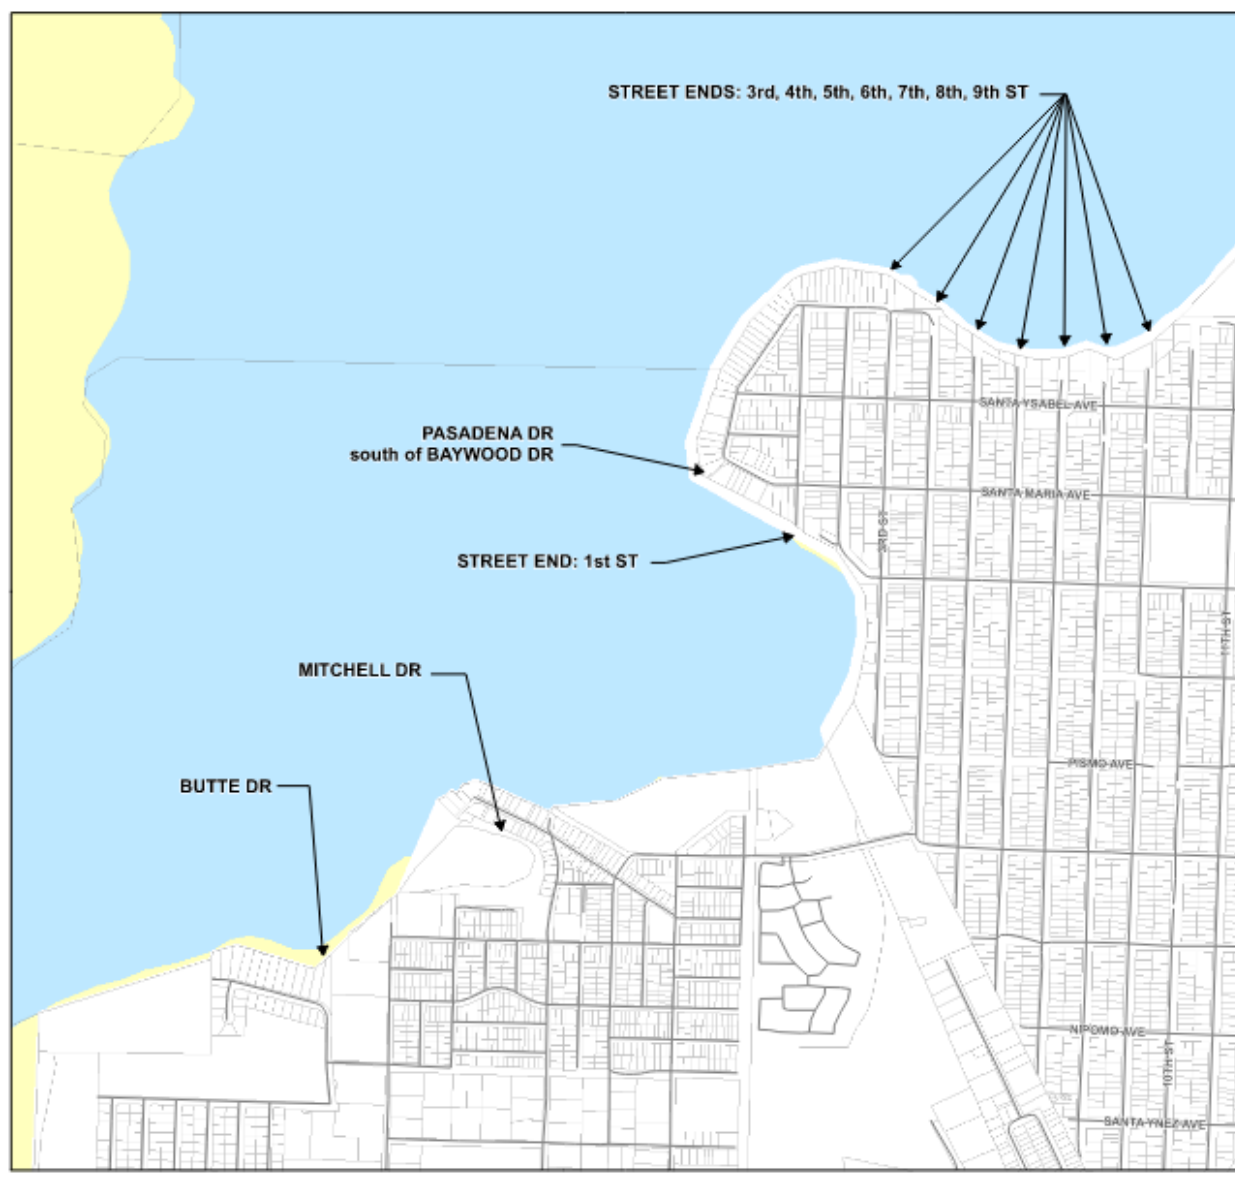 STREET ENDS: 3rd, 4th, 5th, 6th, 7th, 8th, 9th ST
SANTA YSABEL AVE
PASADENA DR
south of BAYWOOD DR
SANTA MARIA AVE
3RD ST
STREET END: 1st ST
11TH ST
MITCHELL DR
PISMO AVE
BUTTE DR
NIPOMO AVE
10TH ST
SANTA YNEZ AVE